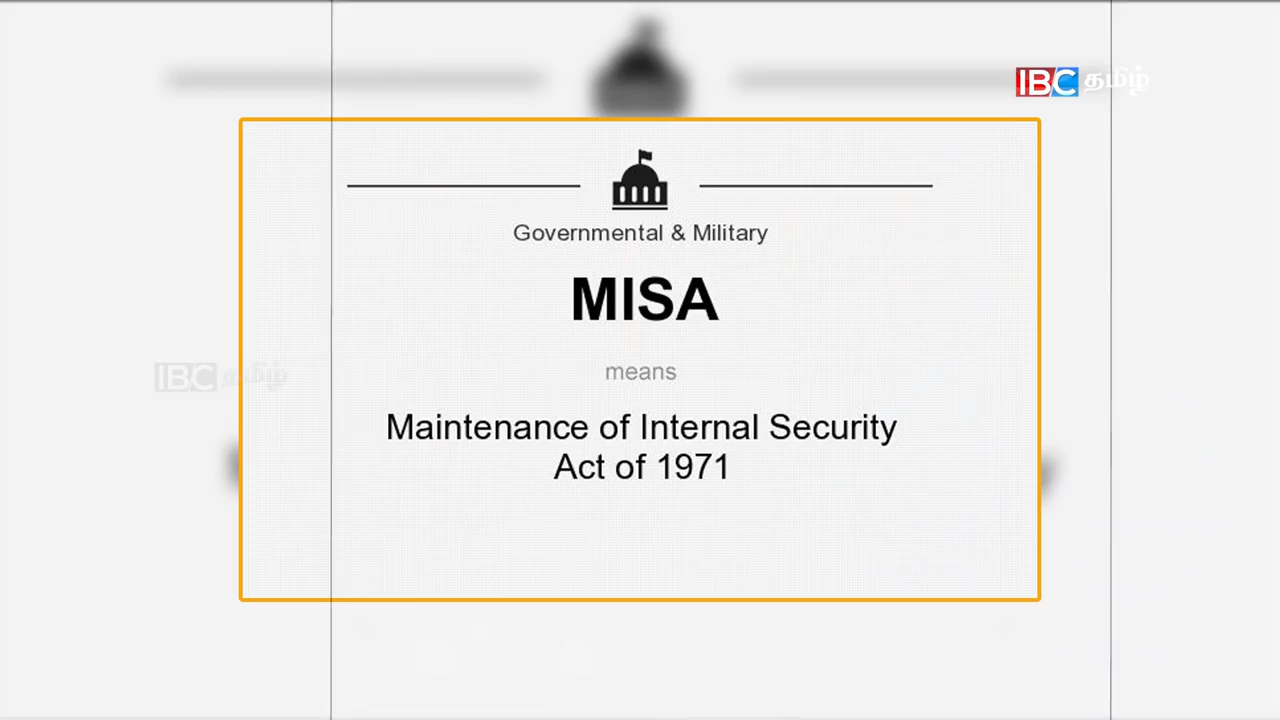 IBC தமிழ்
Governmental & Military
MISA
means
IBC தமிழ்
Maintenance of Internal Security
Act of 1971